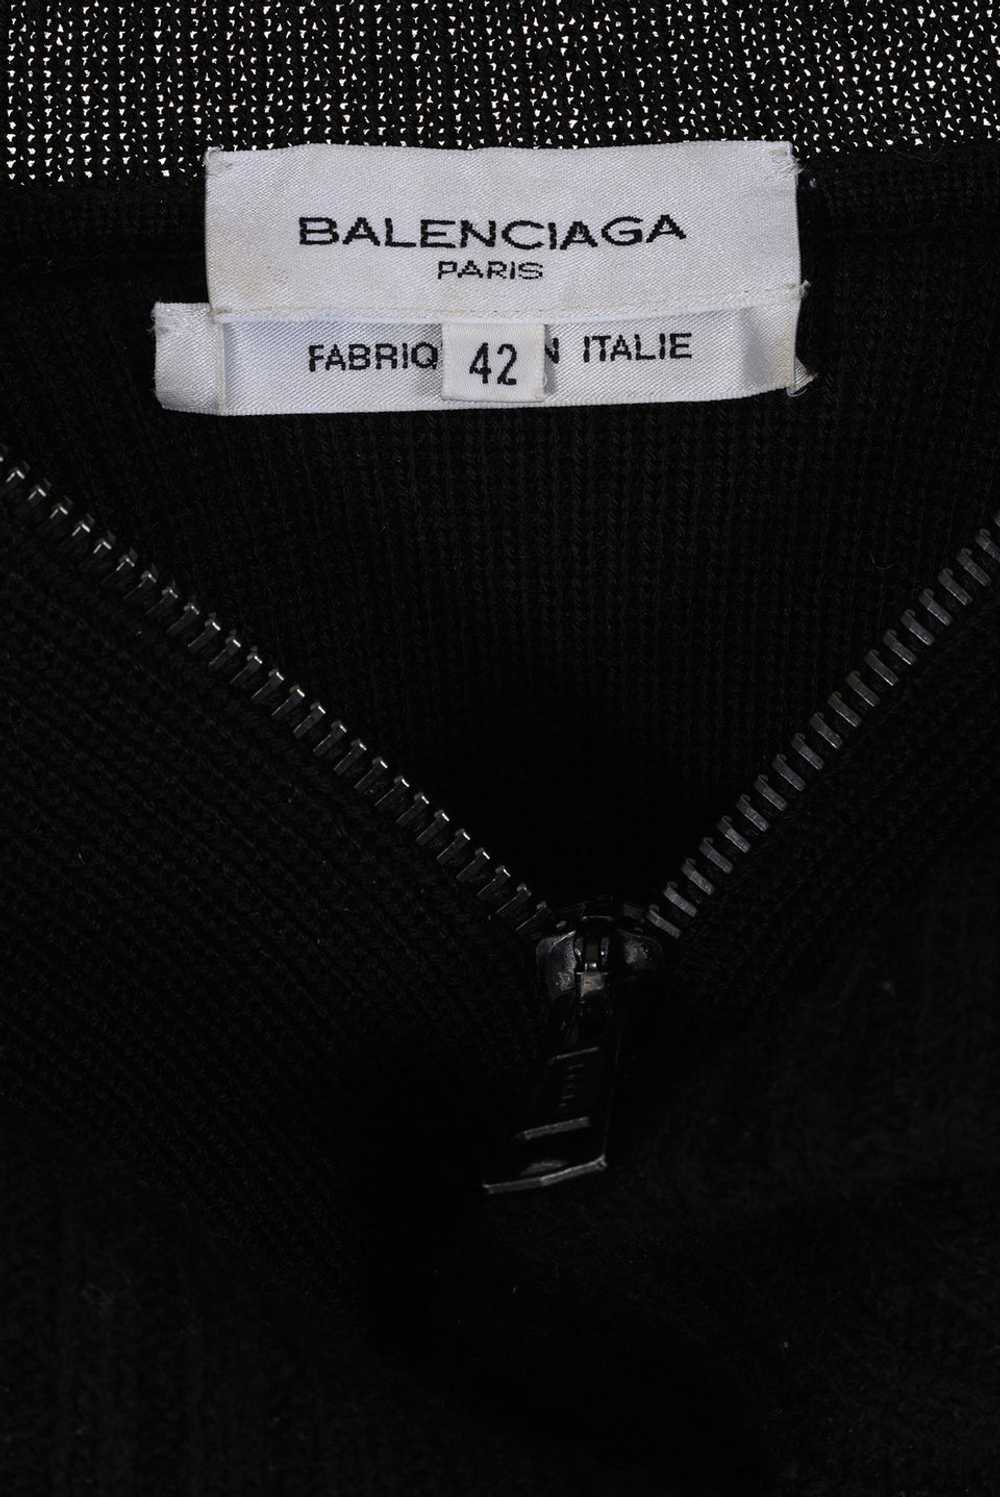 BALENCIAGA
PARIS
FABRIQ 42 N ITALIE